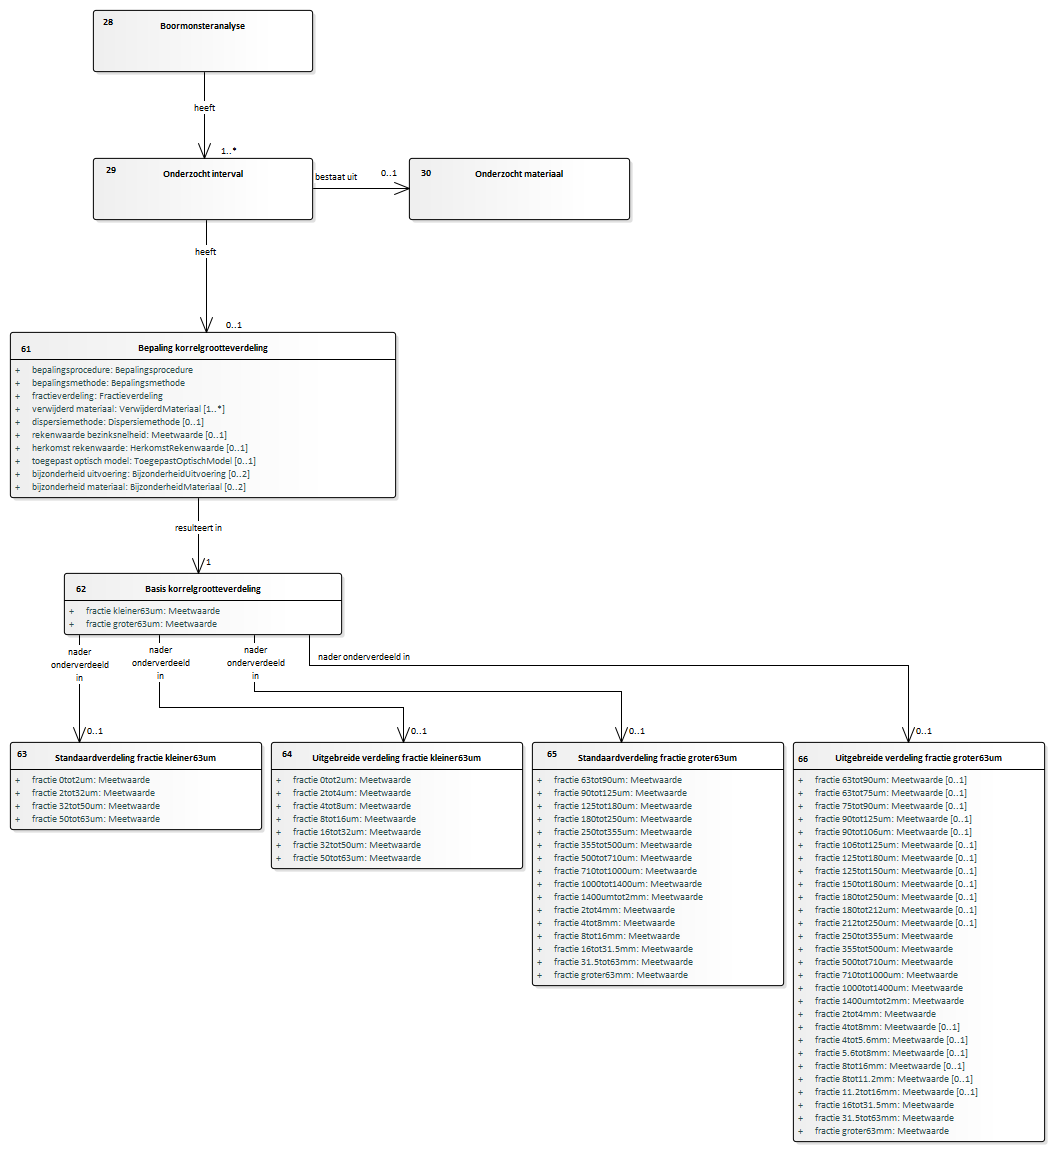 28
Boormonsteranalyse
heeft
1..*
29
Onderzocht interval
bestaat uit
0..1
30
Onderzocht materiaal
heeft
0..1
61
Bepaling korrelgrootteverdeling
+ bepalingsprocedure: Bepalingsprocedure
+ bepalingsmethode: Bepalingsmethode
+ fractieverdeling: Fractieverdeling
+ verwijderd materiaal: VerwijderdMateriaal [1..*]
+ dispersiemethode: Dispersiemethode [0..1]
+ rekenwaarde bezinksnelheid: Meetwaarde [0..1]
+ herkomst rekenwaarde: HerkomstRekenwaarde [0..1]
+ toegepast optisch model: ToegepastOptischModel [0..1]
+ bijzonderheid uitvoering: BijzonderheidUitvoering [0..2]
+ bijzonderheid materiaal: BijzonderheidMateriaal [0..2]
resulteert in
1
62
Basis korrelgrootteverdeling
+ fractie kleiner63um: Meetwaarde
+ fractie groter63um: Meetwaarde
nader
onderverdeeld
in
0..1
nader
onderverdeeld
in
0..1
nader
onderverdeeld
in
0..1
nader onderverdeeld in
0..1
63
Standaardverdeling fractie kleiner63um
+ fractie 0tot2um: Meetwaarde
+ fractie 2tot32um: Meetwaarde
+ fractie 32tot50um: Meetwaarde
+ fractie 50tot63um: Meetwaarde
64
Uitgebreide verdeling fractie kleiner63um
+ fractie 0tot2um: Meetwaarde
+ fractie 2tot4um: Meetwaarde
+ fractie 4tot8um: Meetwaarde
+ fractie 8tot16um: Meetwaarde
+ fractie 16tot32um: Meetwaarde
+ fractie 32tot50um: Meetwaarde
+ fractie 50tot63um: Meetwaarde
65
Standaardverdeling fractie groter63um
+ fractie 63tot90um: Meetwaarde
+ fractie 90tot125um: Meetwaarde
+ fractie 125tot180um: Meetwaarde
+ fractie 180tot250um: Meetwaarde
+ fractie 250tot355um: Meetwaarde
+ fractie 355tot500um: Meetwaarde
+ fractie 500tot710um: Meetwaarde
+ fractie 710tot1000um: Meetwaarde
+ fractie 1000tot1400um: Meetwaarde
+ fractie 1400umtot2mm: Meetwaarde
+ fractie 2tot4mm: Meetwaarde
+ fractie 4tot8mm: Meetwaarde
+ fractie 8tot16mm: Meetwaarde
+ fractie 16tot31.5mm: Meetwaarde
+ fractie 31.5tot63mm: Meetwaarde
+ fractie groter63mm: Meetwaarde
66
Uitgebreide verdeling fractie groter63um
+ fractie 63tot90um: Meetwaarde [0..1]
+ fractie 63tot75um: Meetwaarde [0..1]
+ fractie 75tot90um: Meetwaarde [0..1]
+ fractie 90tot125um: Meetwaarde [0..1]
+ fractie 90tot106um: Meetwaarde [0..1]
+ fractie 106tot125um: Meetwaarde [0..1]
+ fractie 125tot180um: Meetwaarde [0..1]
+ fractie 125tot150um: Meetwaarde [0..1]
+ fractie 150tot180um: Meetwaarde [0..1]
+ fractie 180tot250um: Meetwaarde [0..1]
+ fractie 180tot212um: Meetwaarde [0..1]
+ fractie 212tot250um: Meetwaarde [0..1]
+ fractie 250tot355um: Meetwaarde
+ fractie 355tot500um: Meetwaarde
+ fractie 500tot710um: Meetwaarde
+ fractie 710tot1000um: Meetwaarde
+ fractie 1000tot1400um: Meetwaarde
+ fractie 1400umtot2mm: Meetwaarde
+ fractie 2tot4mm: Meetwaarde
+ fractie 4tot8mm: Meetwaarde [0..1]
+ fractie 4tot5.6mm: Meetwaarde [0..1]
+ fractie 5.6tot8mm: Meetwaarde [0..1]
+ fractie 8tot16mm: Meetwaarde [0..1]
+ fractie 8tot11.2mm: Meetwaarde [0..1]
+ fractie 11.2tot16mm: Meetwaarde [0..1]
+ fractie 16tot31.5mm: Meetwaarde
+ fractie 31.5tot63mm: Meetwaarde
+ fractie groter63mm: Meetwaarde